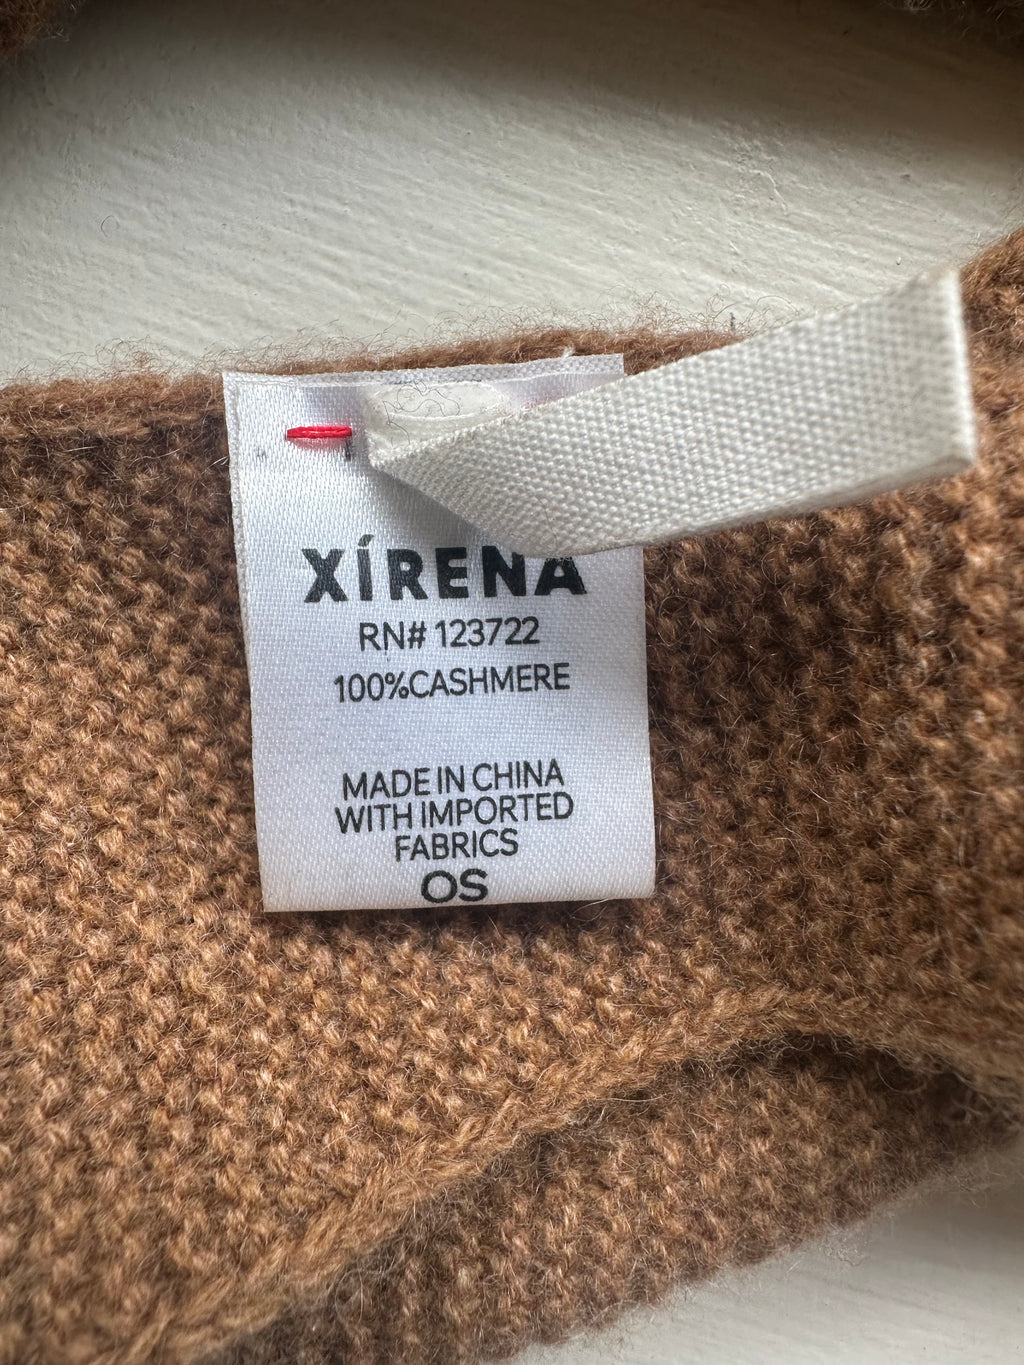 XÍRENA
RN# 123722
100%CASHMERE
MADE IN CHINA
WITH IMPORTED
FABRICS
OS